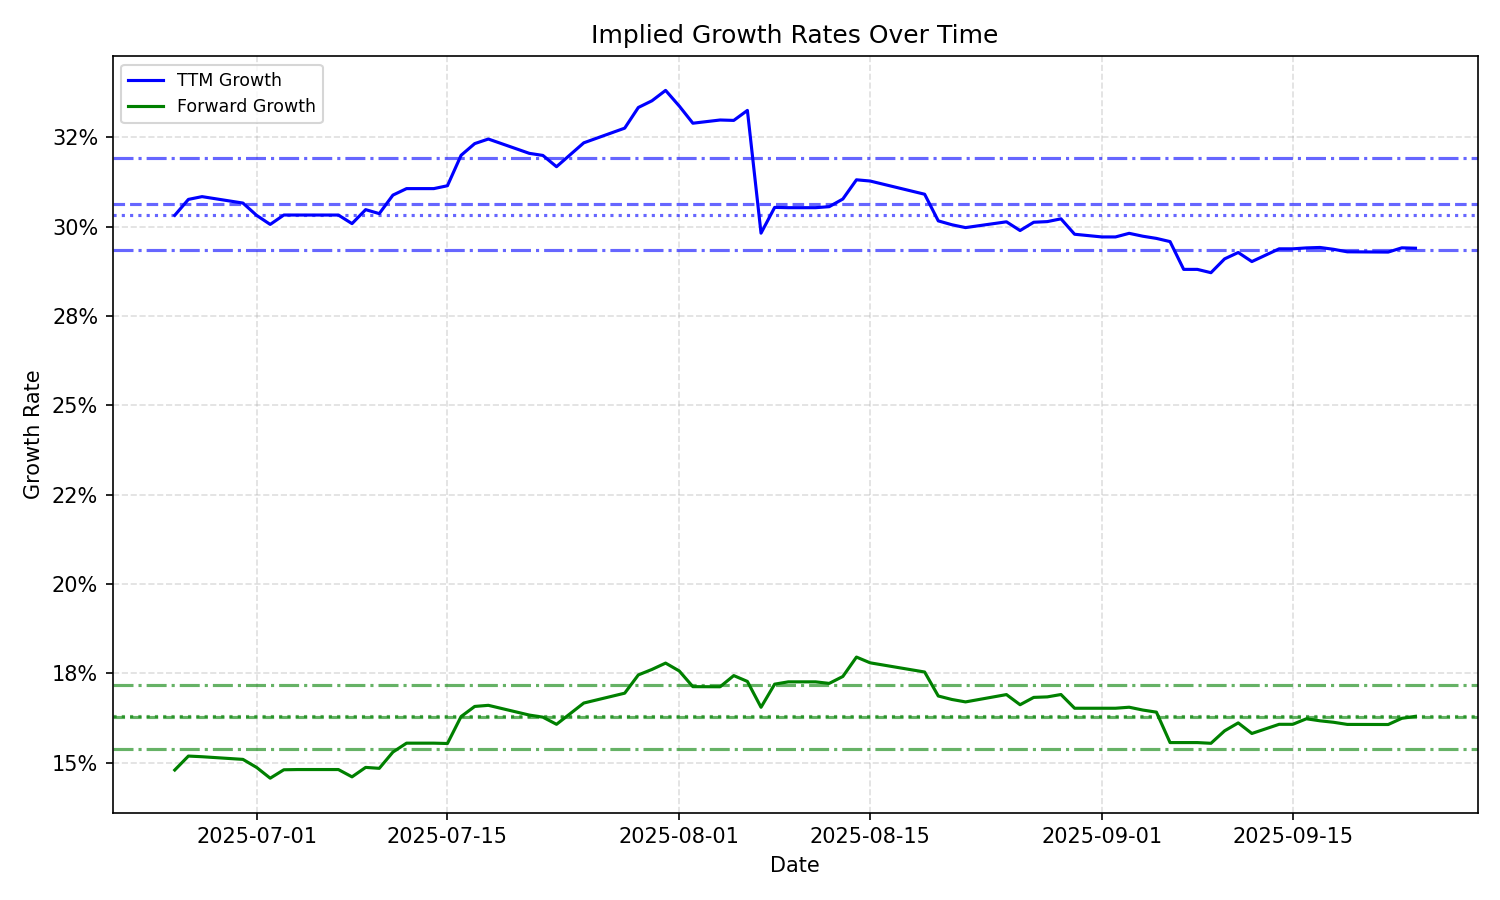 Implied Growth Rates Over Time
TTM Growth
Forward Growth
32%
30%
28%
25%
22%
20%
18%
15%
Growth Rate
2025-07-01
2025-07-15
2025-08-01
2025-08-15
2025-09-01
2025-09-15
Date